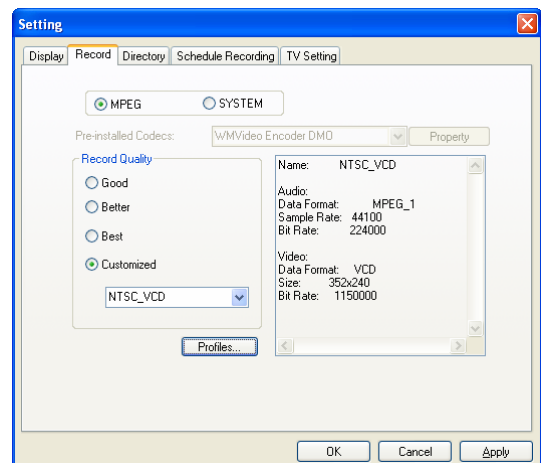 Setting
Display Record Directory Schedule Recording TV Setting
MPEG SYSTEM
Pre-installed Codecs: WMVideo Encoder DMO Property
Record Quality
Good
Better
Best
Customized
NTSC_VCD
Profiles...
Name: NTSC_VCD
Audio:
Data Format: MPEG_1
Sample Rate: 44100
Bit Rate: 224000
Video:
Data Format: VCD
Size: 352x240
Bit Rate: 1150000
OK Cancel Apply